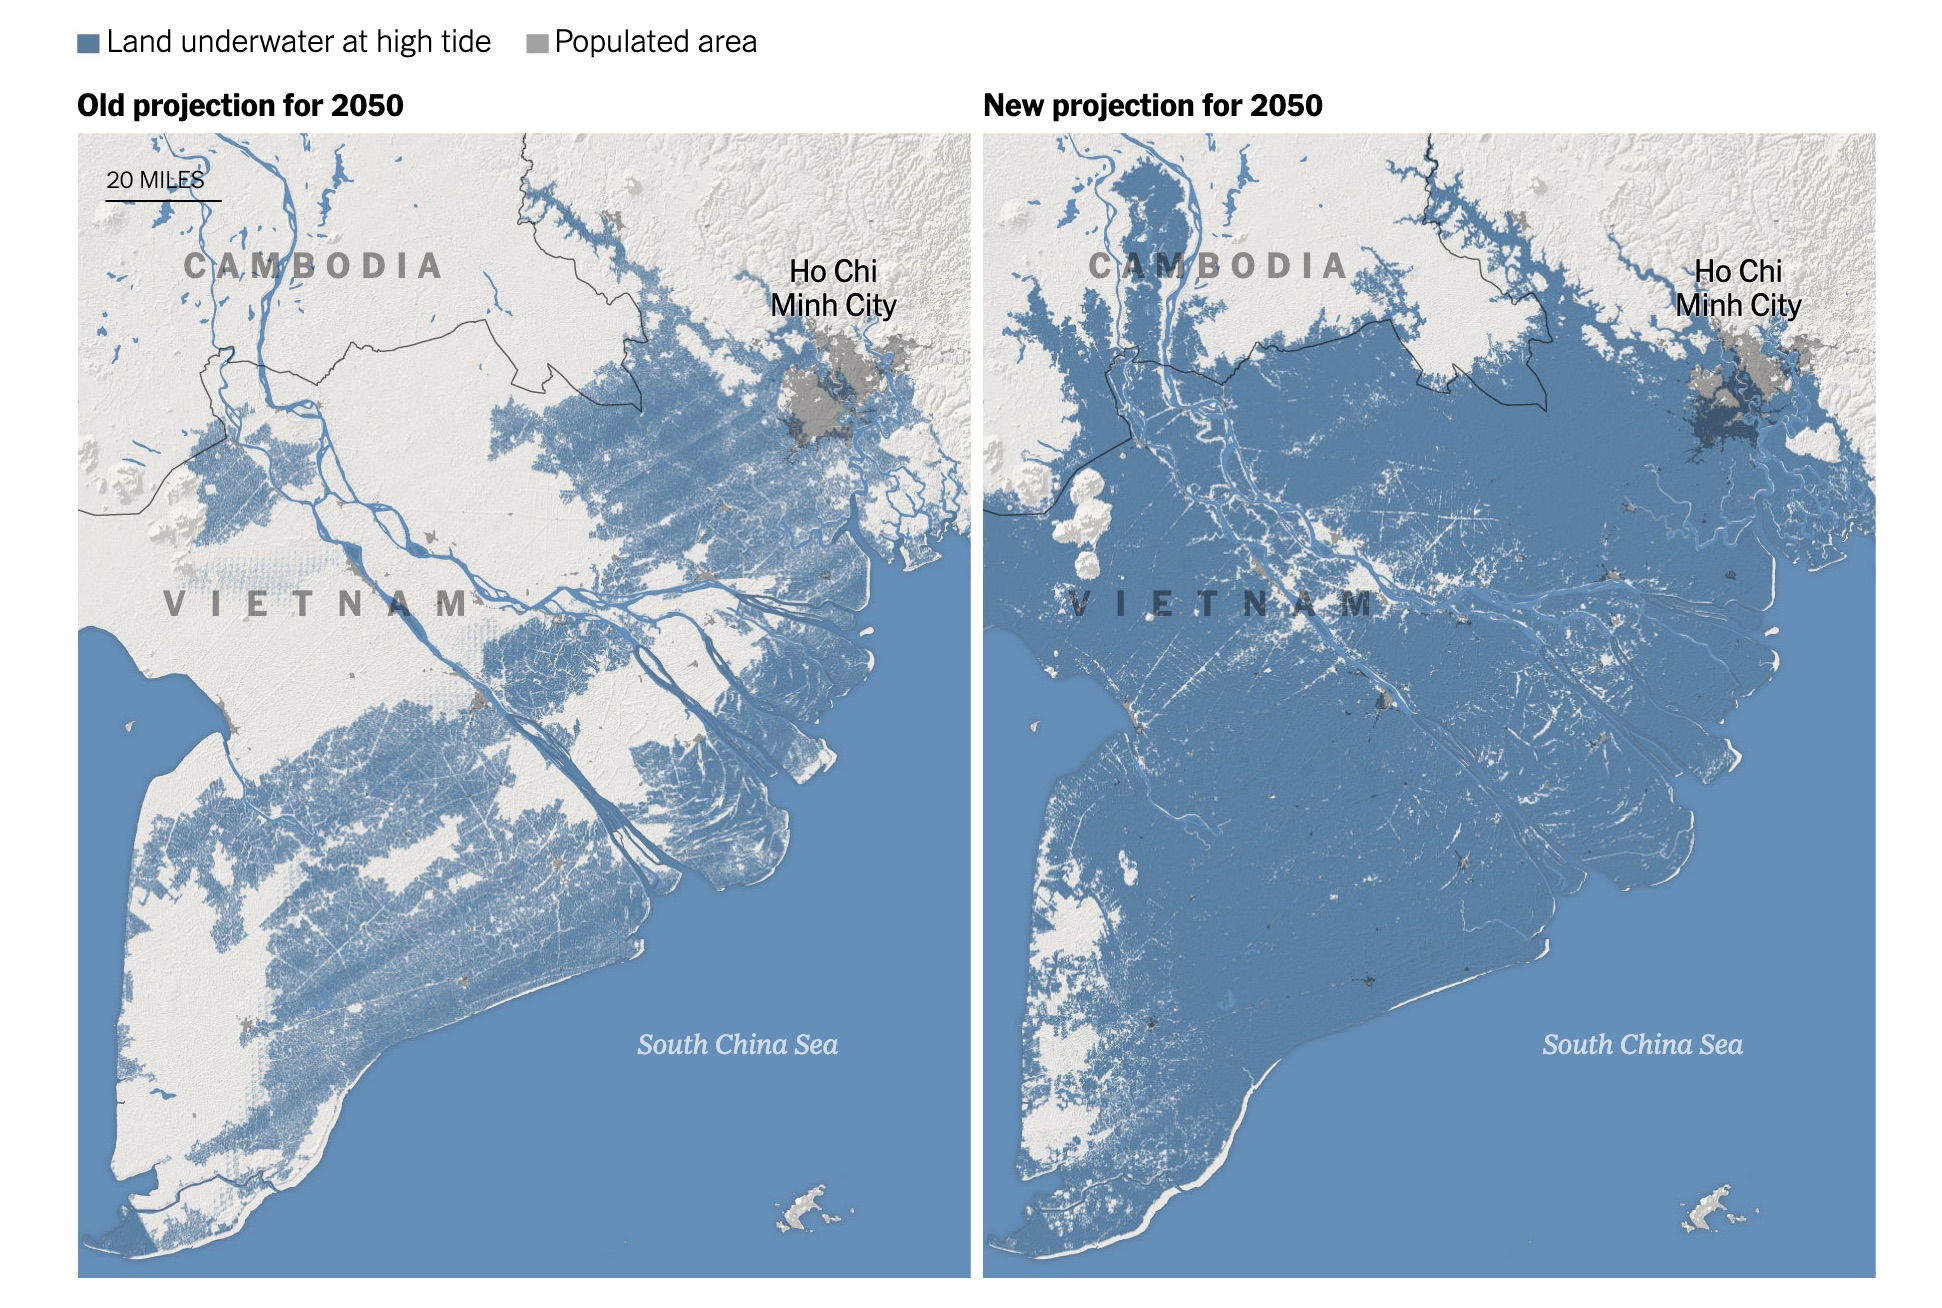 Land underwater at high tide
Populated area
Old projection for 2050
New projection for 2050
20 MILES
CAMBODIA
Ho Chi
Minh City
VIETNAM
South China Sea
CAMBODIA
Ho Chi
Minh City
VIETNAM
South China Sea